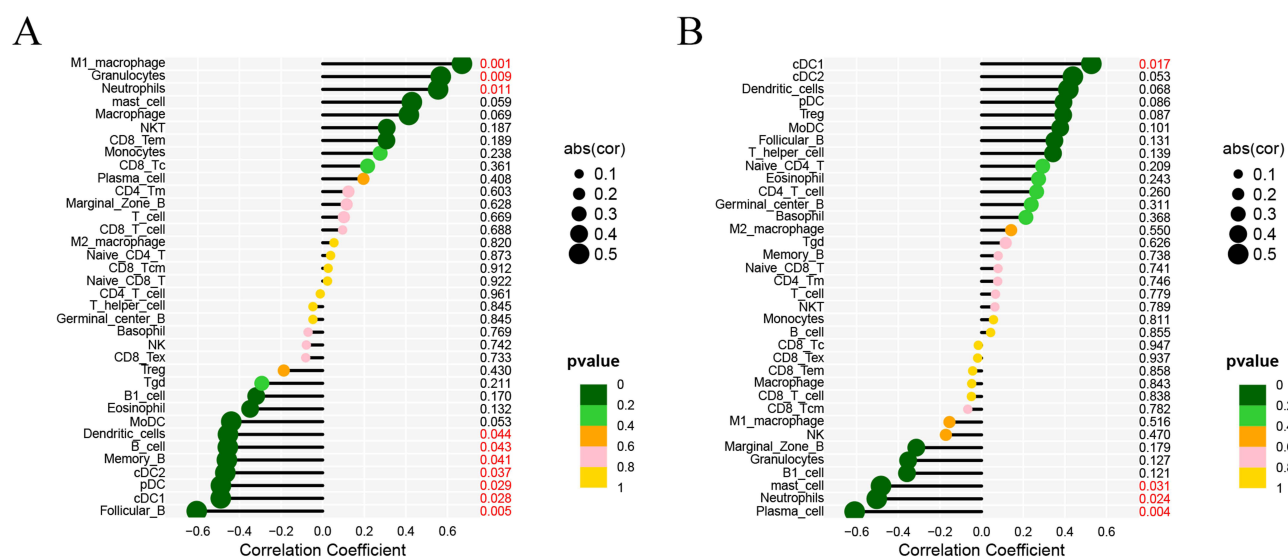 A
M1_macrophage 0.001
Granulocytes 0.009
Neutrophils 0.011
mast_cell 0.059
Macrophage 0.069
NKT 0.187
CD8_Tem 0.189
Monocytes 0.238
CD8_Tc 0.361
Plasma_cell 0.408
CD4_Tm 0.603
Marginal_Zone_B 0.628
T_cell 0.669
CD8_T_cell 0.688
M2_macrophage 0.820
Naive_CD4_T 0.873
CD8_Tcm 0.912
Naive_CD8_T 0.922
CD4_T_cell 0.961
T_helper_cell 0.845
Germinal_center_B 0.845
Basophil 0.769
NK 0.742
CD8_Tex 0.733
Treg 0.430
Tgd 0.211
B1_cell 0.170
Eosinophil 0.132
MoDC 0.053
Dendritic_cells 0.044
B_cell 0.043
Memory_B 0.041
cDC2 0.037
pDC 0.029
cDC1 0.028
Follicular_B 0.005
−0.6 −0.4 −0.2 0.0 0.2 0.4 0.6
Correlation Coefficient
abs(cor)
0.1
0.2
0.3
0.4
0.5
pvalue
0
0.2
0.4
0.6
0.8
1
B
cDC1 0.017
cDC2 0.053
Dendritic_cells 0.068
pDC 0.086
Treg 0.087
MoDC 0.101
Follicular_B 0.131
T_helper_cell 0.139
Naive_CD4_T 0.209
Eosinophil 0.243
CD4_T_cell 0.260
Germinal_center_B 0.311
Basophil 0.368
M2_macrophage 0.550
Tgd 0.626
Memory_B 0.738
Naive_CD8_T 0.741
CD4_Tm 0.746
T_cell 0.779
NKT 0.789
Monocytes 0.811
B_cell 0.855
CD8_Tc 0.947
CD8_Tex 0.937
CD8_Tem 0.858
Macrophage 0.843
CD8_T_cell 0.838
CD8_Tcm 0.782
M1_macrophage 0.516
NK 0.470
Marginal_Zone_B 0.179
Granulocytes 0.127
B1_cell 0.121
mast_cell 0.031
Neutrophils 0.024
Plasma_cell 0.004
−0.6 −0.4 −0.2 0.0 0.2 0.4 0.6
Correlation Coefficient
abs(cor)
0.1
0.2
0.3
0.4
0.5
pvalue
0
0.2
0.4
0.6
0.8
1